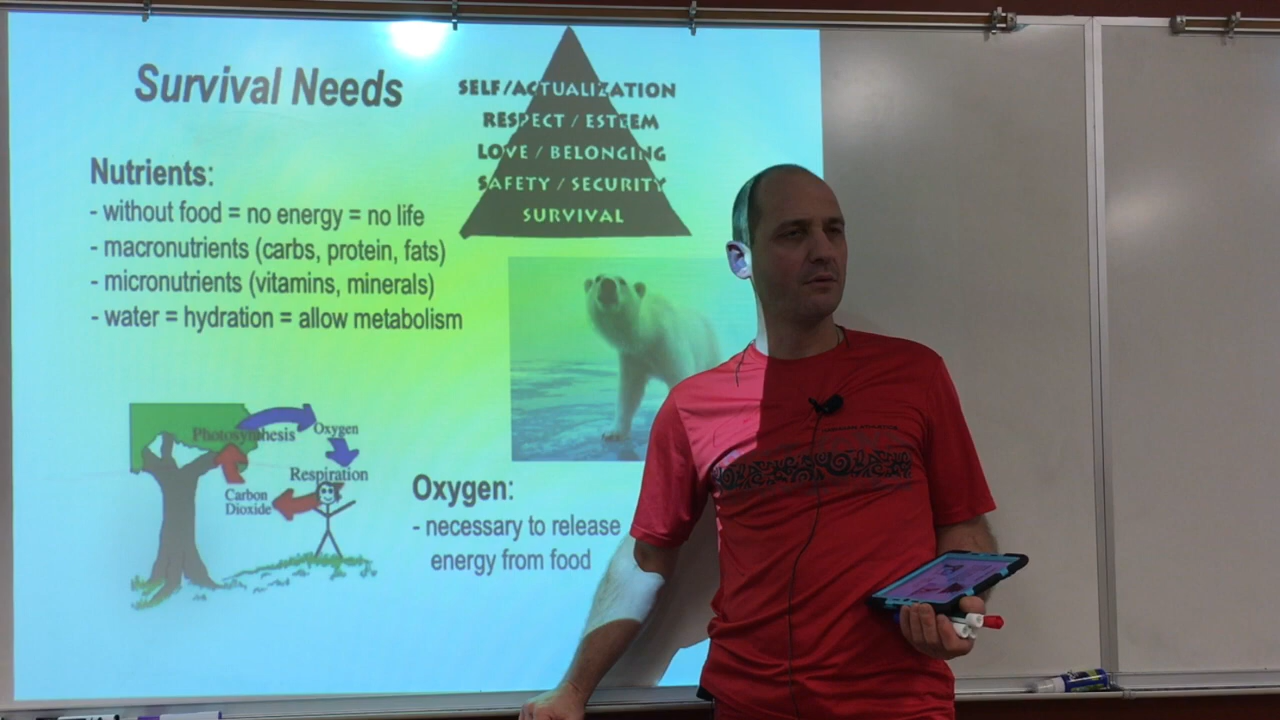 Survival Needs
SELF/ACTUALIZATION
RESPECT / ESTEEM
LOVE / BELONGING
SAFETY / SECURITY
SURVIVAL
Nutrients:
- without food = no energy = no life
- macronutrients (carbs, protein, fats)
- micronutrients (vitamins, minerals)
- water = hydration = allow metabolism
Photosynthesis
Oxygen
Respiration
Carbon
Dioxide
Oxygen:
- necessary to release
energy from food